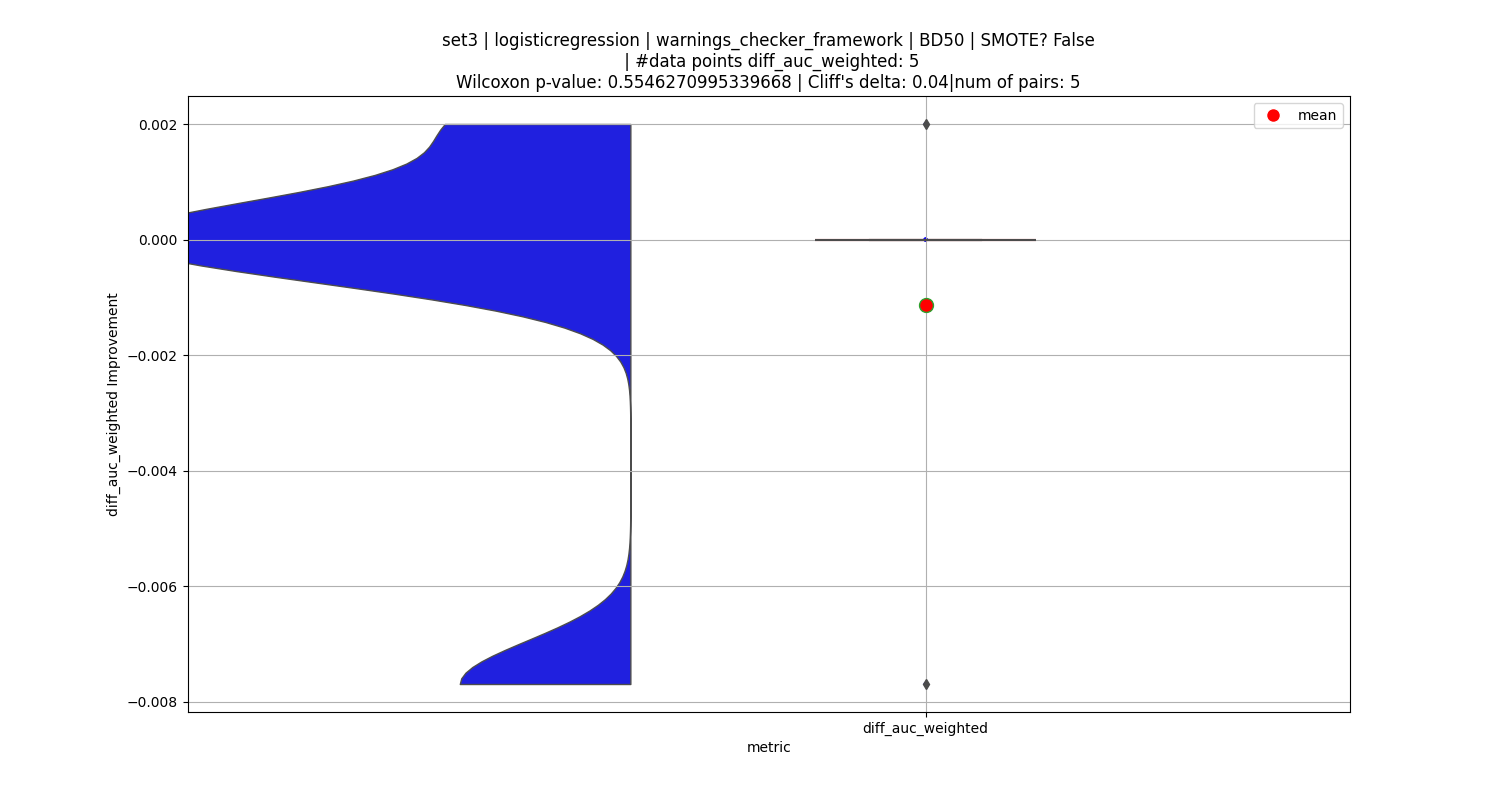 set3 | logisticregression | warnings_checker_framework | BD50 | SMOTE? False
| #data points diff_auc_weighted: 5
Wilcoxon p-value: 0.5546270995339668 | Cliff's delta: 0.04|num of pairs: 5
mean
0.002
0.000
−0.002
−0.004
−0.006
−0.008
diff_auc_weighted Improvement
diff_auc_weighted
metric